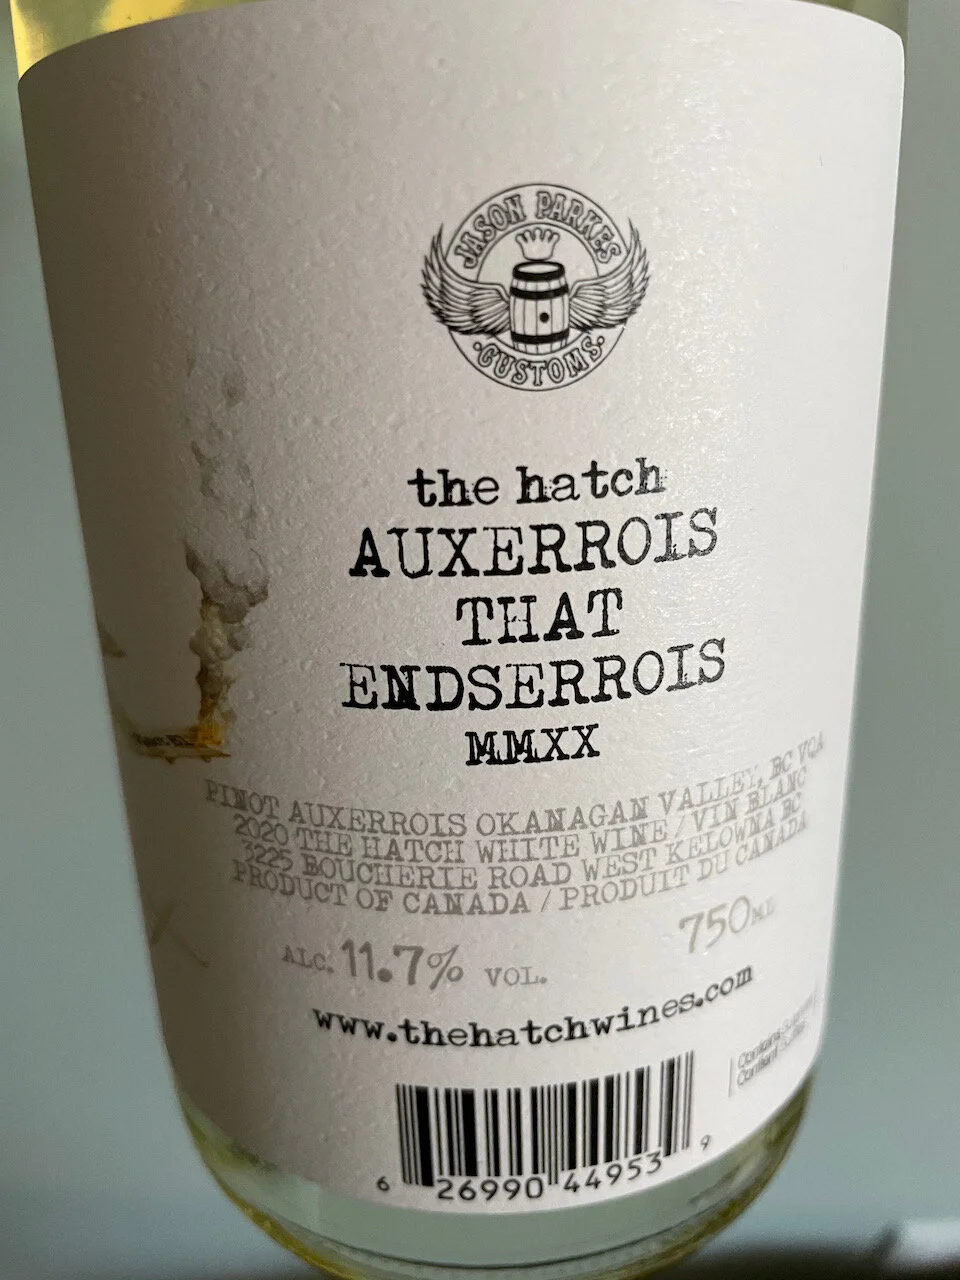 JASON PARKES
·CUSTOMS·
the hatch
AUXERROIS
THAT
ENDSERROIS
MMXX
PINOT AUXERROIS OKANAGAN VALLEY, BC VQA
2020 THE HATCH WHITE WINE / VIN BLANC
3225 BOUCHERIE ROAD WEST KELOWNA BC
PRODUCT OF CANADA / PRODUIT DU CANADA
ALC. 11.7% VOL. 750ML
www.thehatchwines.com
Contains
Contient
6 26990 44953 9